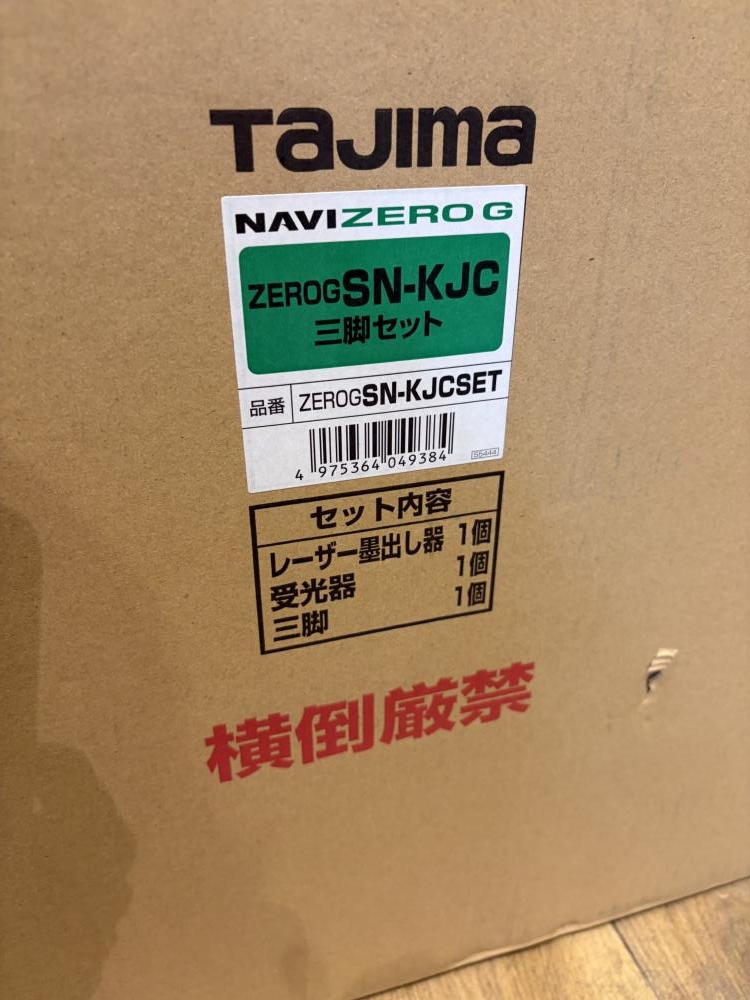 TaJIma
NAVIZERO G
ZEROGSN-KJC
三脚セット
品番 ZEROGSN-KJCSET
4 975364 049384
S5444
セット内容
レーザー墨出し器 1個
受光器 1個
三脚 1個
横倒厳禁